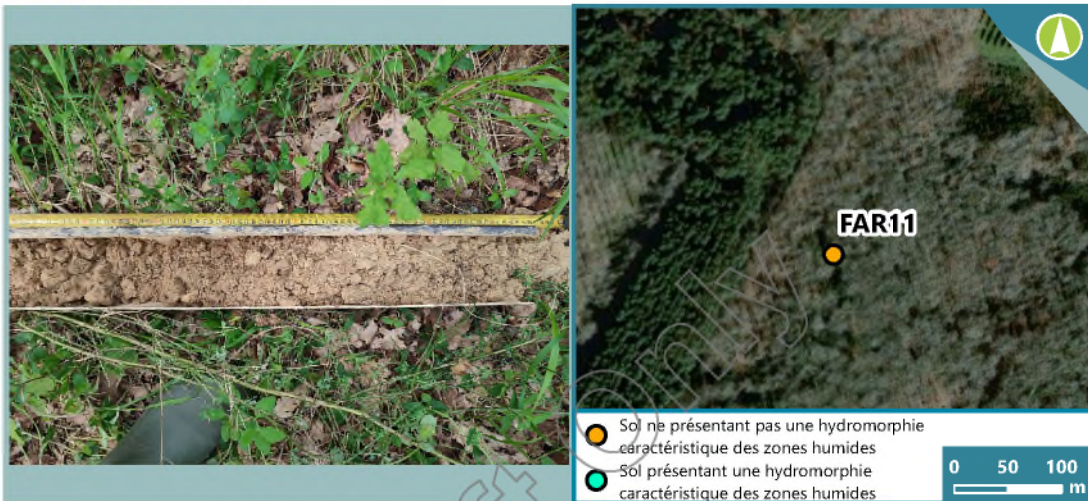 FAR11
Sol ne présentant pas une hydromorphie
caractéristique des zones humides
Sol présentant une hydromorphie
caractéristique des zones humides
0 50 100
m